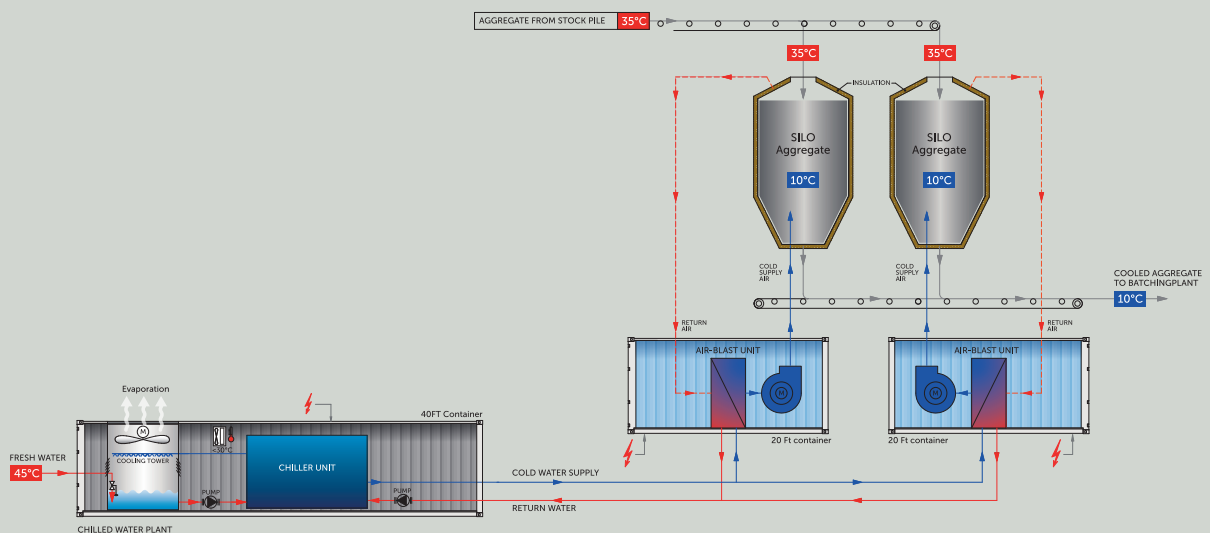 AGGREGATE FROM STOCK PILE 35°C
35°C
35°C
INSULATION
SILO
Aggregate
10°C
SILO
Aggregate
10°C
COLD
SUPPLY
AIR
COLD
SUPPLY
AIR
COOLED AGGREGATE
TO BATCHINGPLANT
10°C
RETURN
AIR
RETURN
AIR
AIR-BLAST UNIT
M
AIR-BLAST UNIT
M
20 Ft container
20 Ft container
Evaporation
40FT Container
M
<30°C
COOLING TOWER
FRESH WATER
45°C
CHILLER UNIT
PUMP
PUMP
COLD WATER SUPPLY
RETURN WATER
CHILLED WATER PLANT